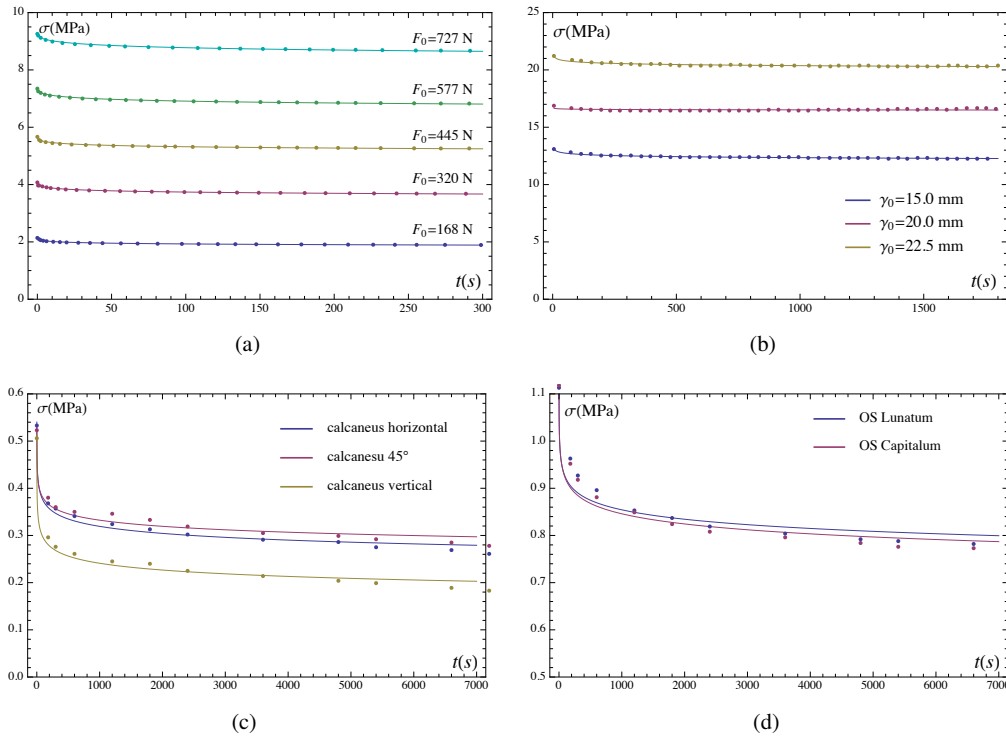 σ(MPa)
10
8
6
4
2
0
F₀=727 N
F₀=577 N
F₀=445 N
F₀=320 N
F₀=168 N
t(s)
0 50 100 150 200 250 300
(a)
σ(MPa)
25
20
15
10
5
0
γ₀=15.0 mm
γ₀=20.0 mm
γ₀=22.5 mm
t(s)
0 500 1000 1500
(b)
σ(MPa)
0.6
0.5
0.4
0.3
0.2
0.1
0.0
calcaneus horizontal
calcanesu 45°
calcaneus vertical
t(s)
0 1000 2000 3000 4000 5000 6000 7000
(c)
σ(MPa)
1.1
1.0
0.9
0.8
0.7
0.6
0.5
OS Lunatum
OS Capitalum
t(s)
0 1000 2000 3000 4000 5000 6000 7000
(d)